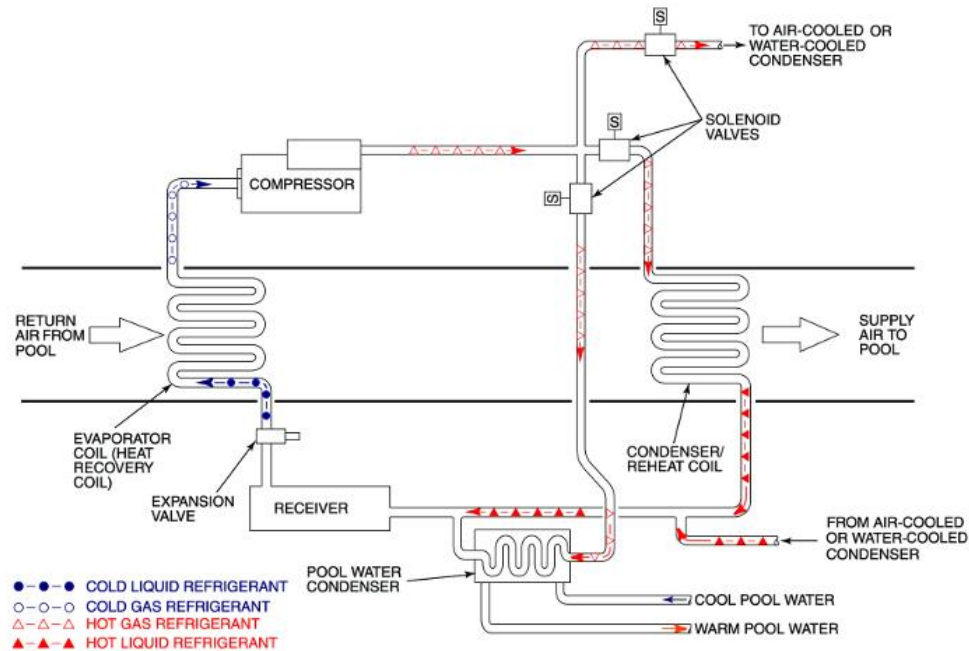 S
TO AIR-COOLED OR
WATER-COOLED
CONDENSER
S
SOLENOID
VALVES
COMPRESSOR
S
RETURN
AIR FROM
POOL
SUPPLY
AIR TO
POOL
EVAPORATOR
COIL (HEAT
RECOVERY
COIL)
EXPANSION
VALVE
CONDENSER/
REHEAT COIL
RECEIVER
FROM AIR-COOLED
OR WATER-COOLED
CONDENSER
POOL WATER
CONDENSER
COLD LIQUID REFRIGERANT
COLD GAS REFRIGERANT
HOT GAS REFRIGERANT
HOT LIQUID REFRIGERANT
COOL POOL WATER
WARM POOL WATER